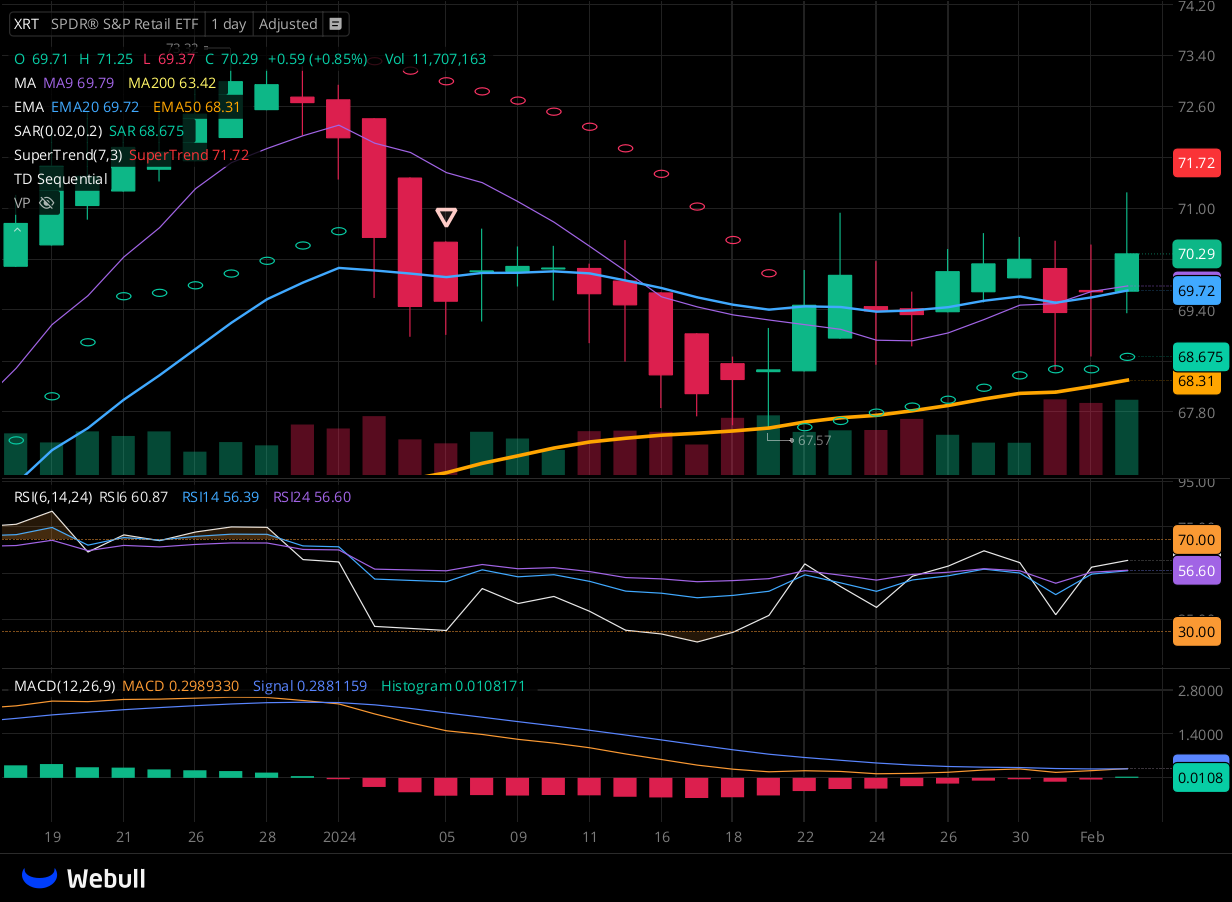 XRT SPDR® S&P Retail ETF 1 day Adjusted
O 69.71 H 71.25 L 69.37 C 70.29 +0.59 (+0.85%) Vol 11,707,163
MA MA9 69.79 MA200 63.42
EMA EMA20 69.72 EMA50 68.31
SAR(0.02,0.2) SAR 68.675
SuperTrend(7,3) SuperTrend 71.72
TD Sequential
VP
74.20
73.40
72.60
71.72
71.00
70.29
69.72
69.40
68.675
68.31
67.80
67.57
95.00
RSI(6,14,24) RSI6 60.87 RSI14 56.39 RSI24 56.60
70.00
56.60
30.00
MACD(12,26,9) MACD 0.2989330 Signal 0.2881159 Histogram 0.0108171
2.8000
1.4000
0.0108
19 21 26 28 2024 05 09 11 16 18 22 24 26 30 Feb
Webull